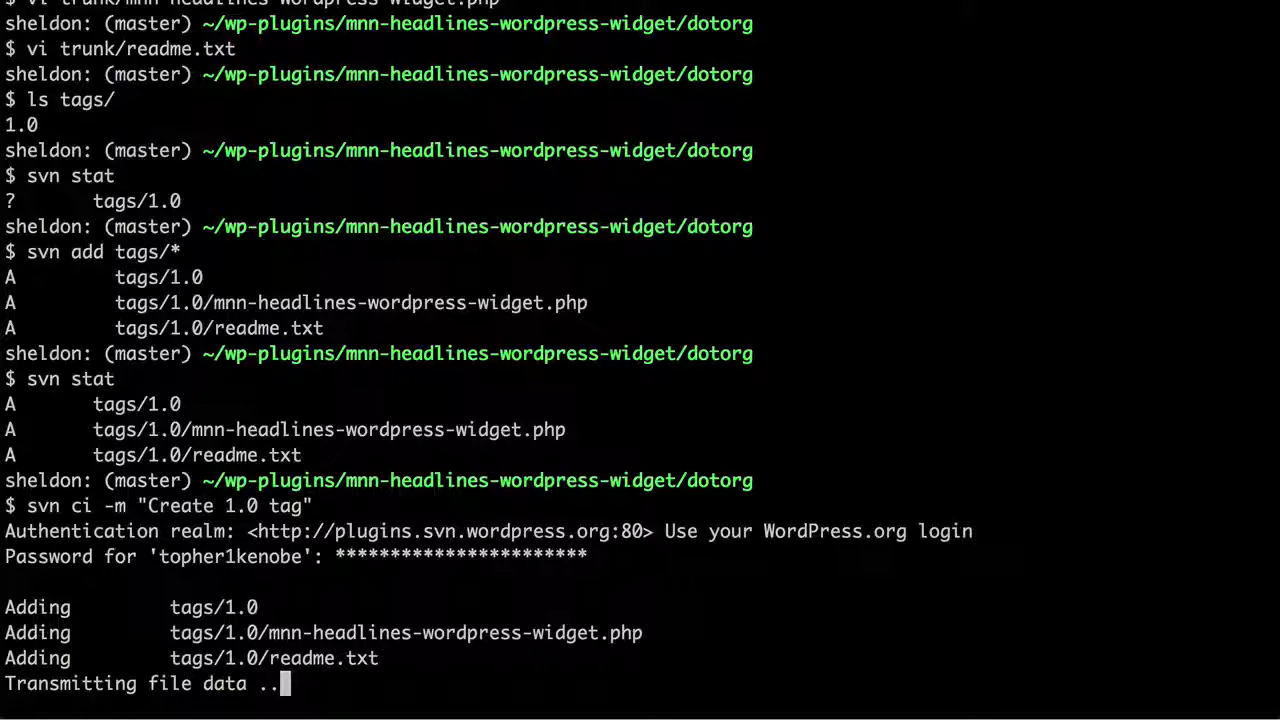 $ vi trunk/mnn-headlines-wordpress-widget.php
sheldon: (master) ~/wp-plugins/mnn-headlines-wordpress-widget/dotorg
$ vi trunk/readme.txt
sheldon: (master) ~/wp-plugins/mnn-headlines-wordpress-widget/dotorg
$ ls tags/
1.0
sheldon: (master) ~/wp-plugins/mnn-headlines-wordpress-widget/dotorg
$ svn stat
?       tags/1.0
sheldon: (master) ~/wp-plugins/mnn-headlines-wordpress-widget/dotorg
$ svn add tags/*
A         tags/1.0
A         tags/1.0/mnn-headlines-wordpress-widget.php
A         tags/1.0/readme.txt
sheldon: (master) ~/wp-plugins/mnn-headlines-wordpress-widget/dotorg
$ svn stat
A       tags/1.0
A       tags/1.0/mnn-headlines-wordpress-widget.php
A       tags/1.0/readme.txt
sheldon: (master) ~/wp-plugins/mnn-headlines-wordpress-widget/dotorg
$ svn ci -m "Create 1.0 tag"
Authentication realm: <http://plugins.svn.wordpress.org:80> Use your WordPress.org login
Password for 'topher1kenobe': ***********************
Adding         tags/1.0
Adding         tags/1.0/mnn-headlines-wordpress-widget.php
Adding         tags/1.0/readme.txt
Transmitting file data ..